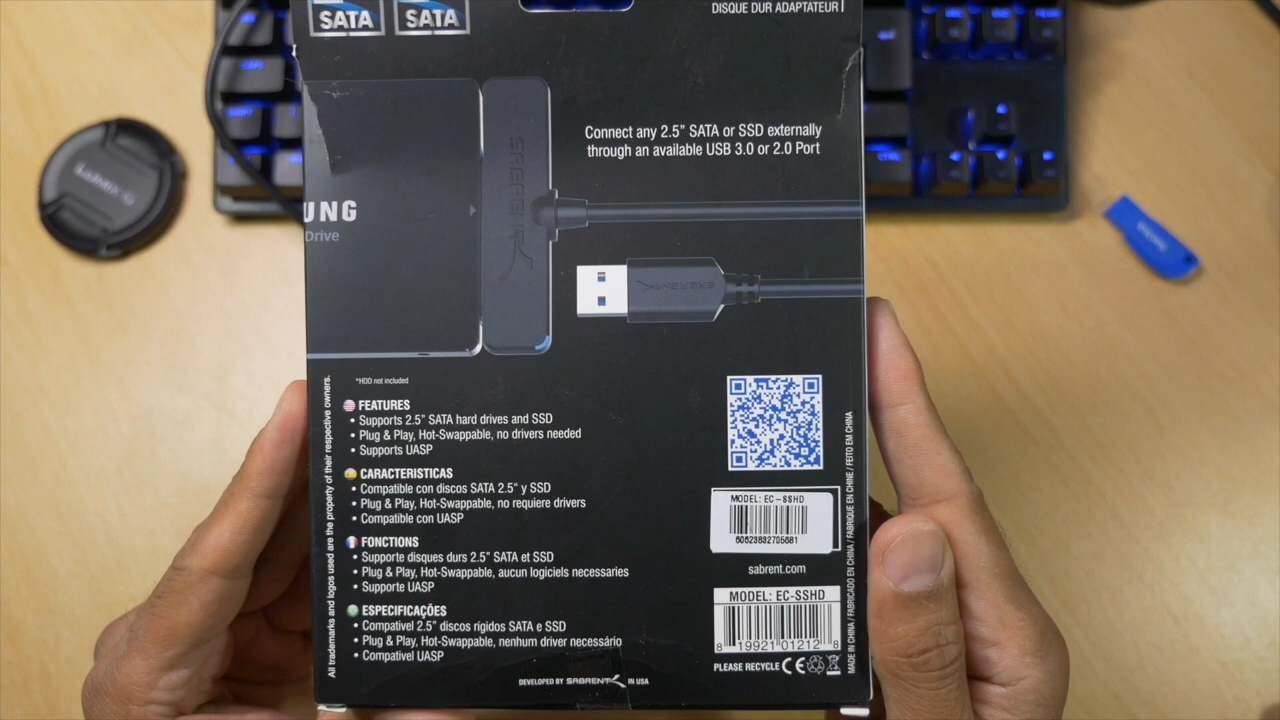 SATA
SATA
DISQUE DUR ADAPTATEUR
Connect any 2.5” SATA or SSD externally
through an available USB 3.0 or 2.0 Port
SABRENT
UNG
Drive
SABRENT
*HDD not included
FEATURES
• Supports 2.5” SATA hard drives and SSD
• Plug & Play, Hot-Swappable, no drivers needed
• Supports UASP
CARACTERISTICAS
• Compatible con discos SATA 2.5“ y SSD
• Plug & Play, Hot-Swappable, no requiere drivers
• Compatible con UASP
FONCTIONS
• Supporte disques durs 2.5” SATA et SSD
• Plug & Play, Hot-Swappable, aucun logiciels necessaries
• Supporte UASP
ESPECIFICAÇÕES
• Compativel 2.5” discos rígidos SATA e SSD
• Plug & Play, Hot-Swappable, nenhum driver necessário
• Compativel UASP
All trademarks and logos used are the property of their respective owners.
MODEL: EC-SSHD
sabrent.com
MODEL: EC-SSHD
8 19921 01212 8
PLEASE RECYCLE CE
MADE IN CHINA / FABRICADO EN CHINA / FABRIQUE EN CHINE / FEITO EM CHINA
DEVELOPED BY SABRENT IN USA
LUMIX G
CTRL